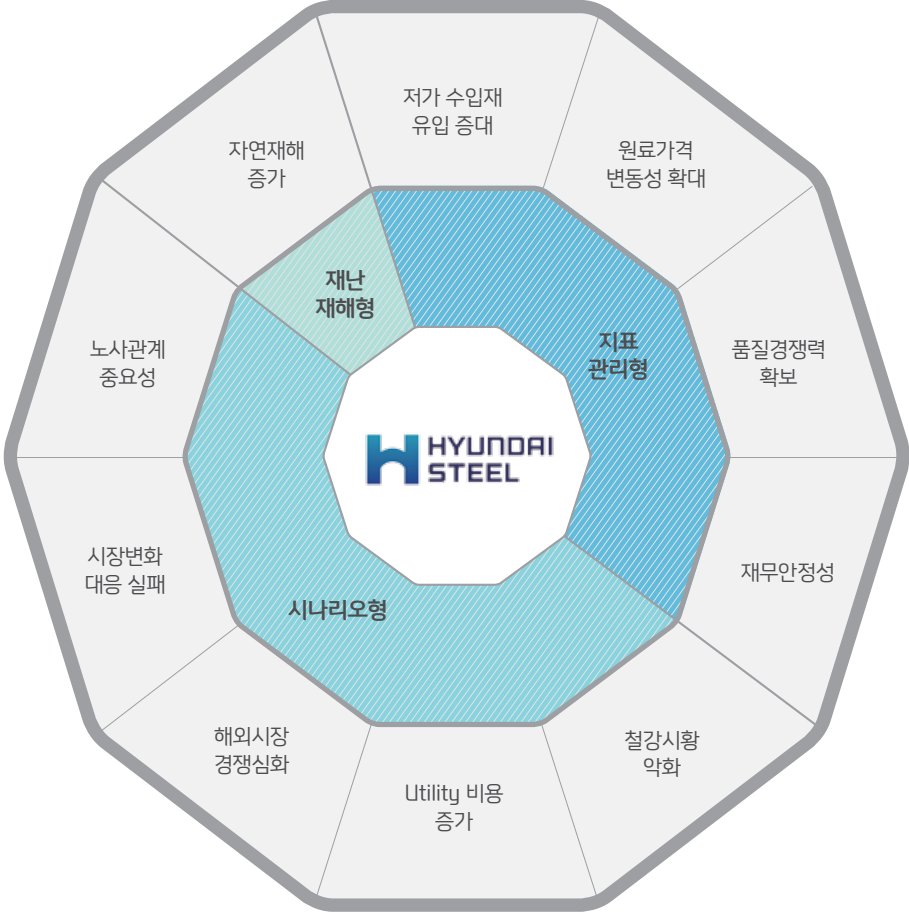 저가 수입재
유입 증대
원료가격
변동성 확대
품질경쟁력
확보
재무안정성
철강시황
악화
Utility 비용
증가
해외시장
경쟁심화
시장변화
대응 실패
노사관계
중요성
자연재해
증가
재난
재해형
지표
관리형
시나리오형
HYUNDAI
STEEL